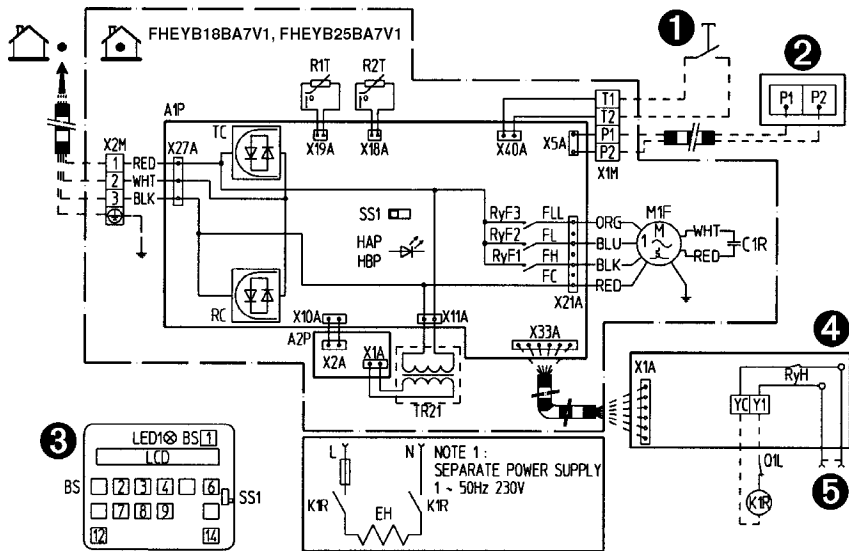 FHEYB18BA7V1, FHEYB25BA7V1
1
2
R1T
R2T
t°
t°
A1P
TC
X19A
X18A
X40A
T1
T2
P1
P2
X1M
X5A
P1
P2
X2M
X27A
1
RED
2
WHT
3
BLK
SS1
HAP
HBP
RyF3
FLL
ORG
M1F
RyF2
FL
BLU
M
1
WHT
C1R
RyF1
FH
BLK
RED
FC
RED
X21A
RC
X10A
X11A
A2P
X2A
X1A
TR21
X33A
4
X1A
RyH
YC
Y1
Q1L
K1R
5
3
LED1
BS
1
LCD
BS
2
3
4
6
SS1
7
8
9
12
14
L
N
NOTE 1 :
SEPARATE POWER SUPPLY
1 ~ 50Hz 230V
K1R
EH
K1R